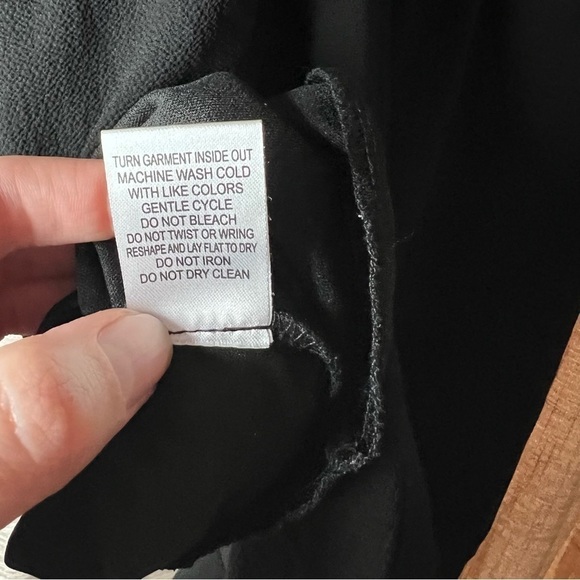 TURN GARMENT INSIDE OUT
MACHINE WASH COLD
WITH LIKE COLORS
GENTLE CYCLE
DO NOT BLEACH
DO NOT TWIST OR WRING
RESHAPE AND LAY FLAT TO DRY
DO NOT IRON
DO NOT DRY CLEAN